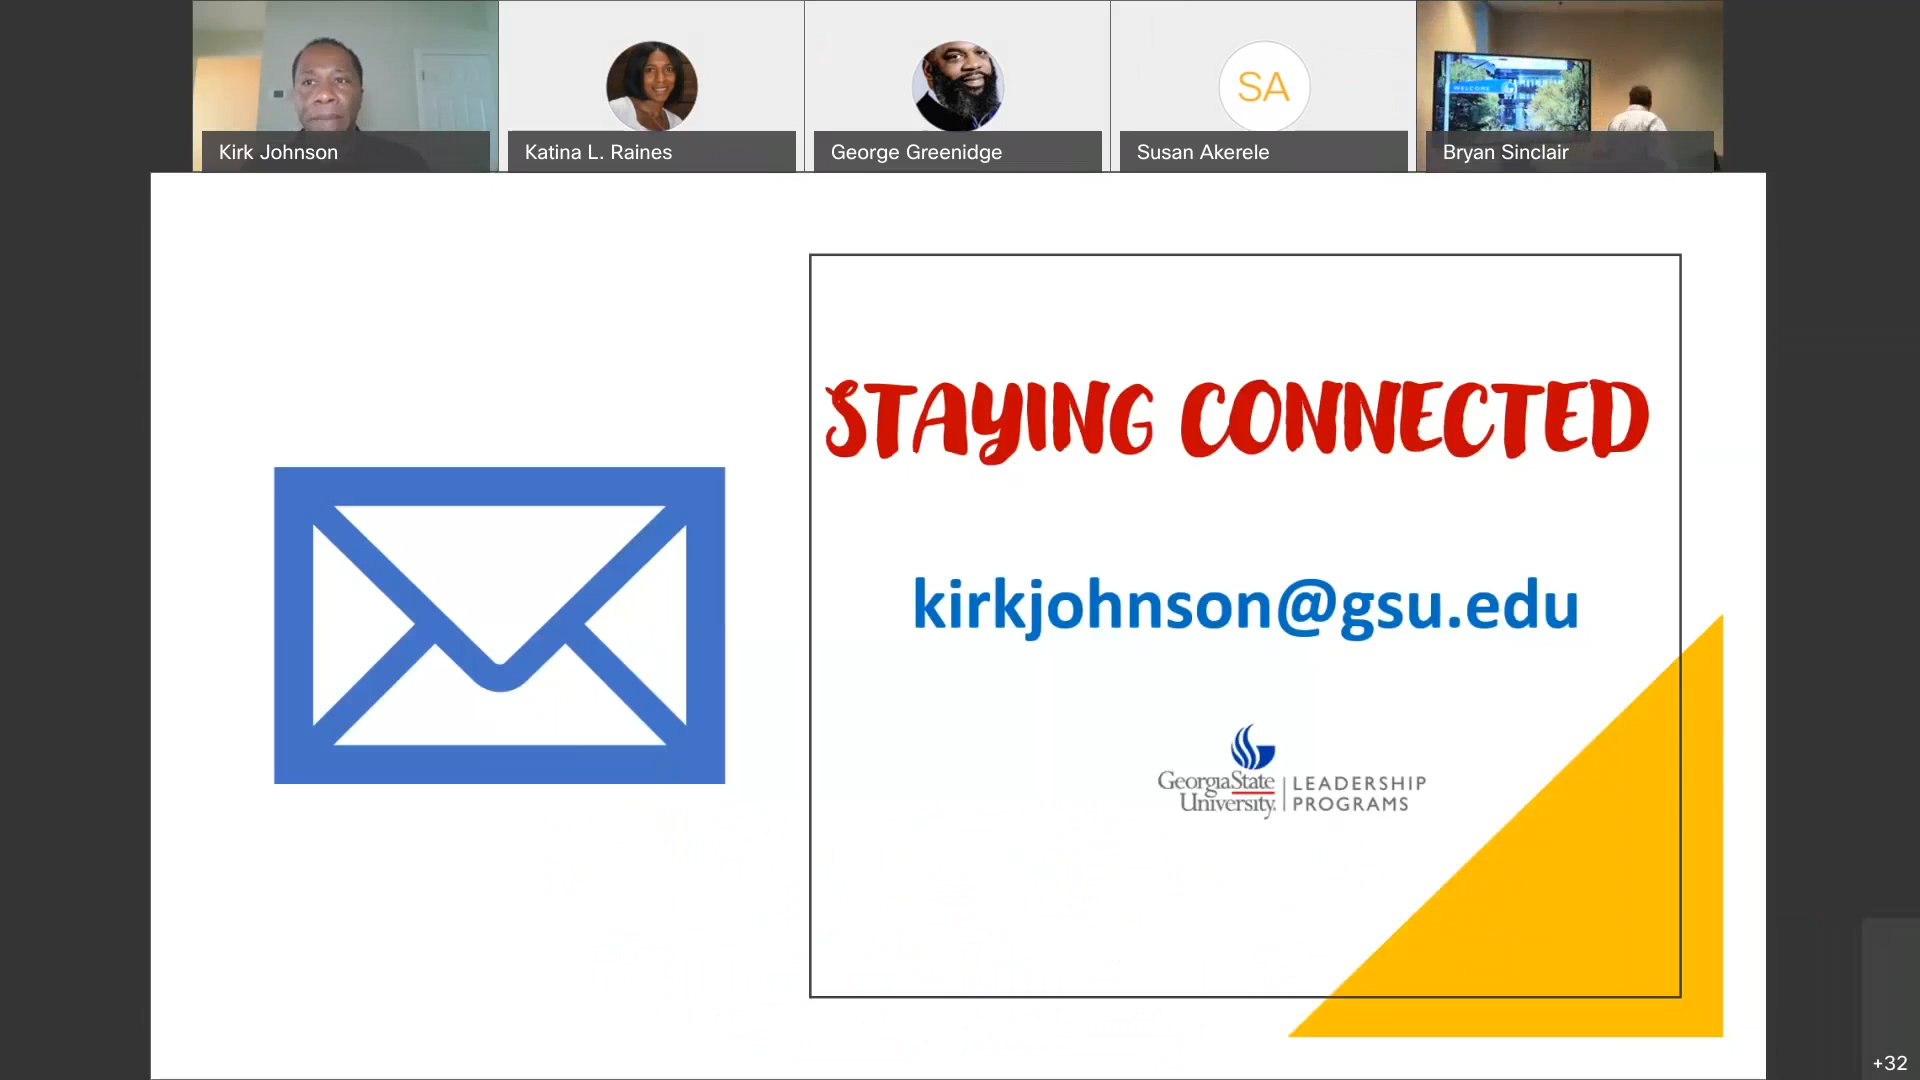 Kirk Johnson
Katina L. Raines
George Greenidge
SA
Susan Akerele
WELCOME
Bryan Sinclair
STAYING CONNECTED
kirkjohnson@gsu.edu
GeorgiaState
University.
LEADERSHIP
PROGRAMS
+32